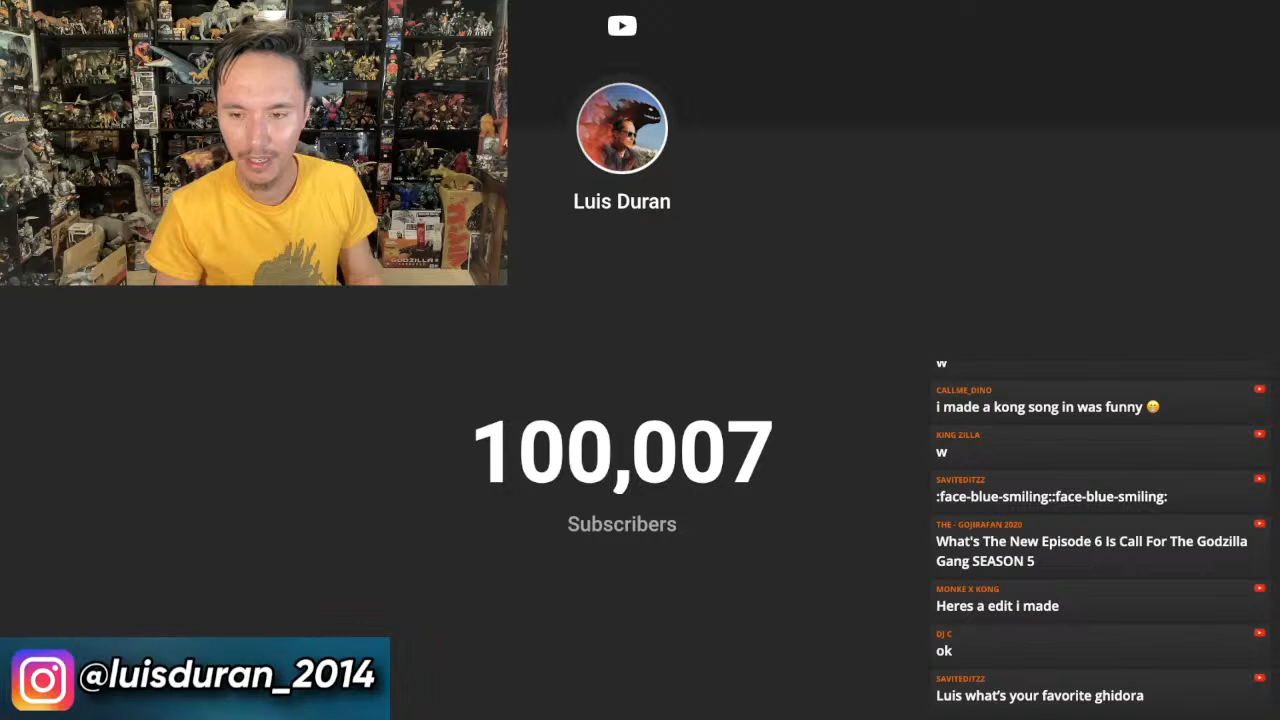 Luis Duran
100,007
Subscribers
@luisduran_2014
w
CALLME_DINO
i made a kong song in was funny 😁
KING ZILLA
w
SAVITEDITZZ
:face-blue-smiling::face-blue-smiling:
THE - GOJIRAFAN 2020
What's The New Episode 6 Is Call For The Godzilla
Gang SEASON 5
MONKE X KONG
Heres a edit i made
DJ C
ok
SAVITEDITZZ
Luis what's your favorite ghidora
GODZILLA